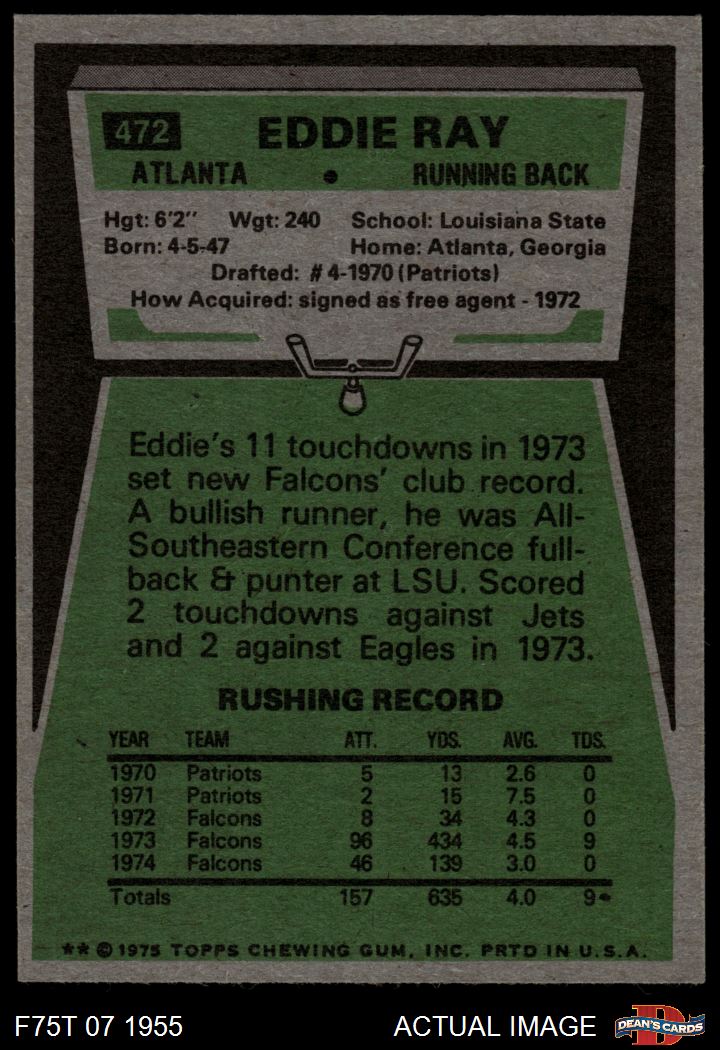 472 EDDIE RAY
ATLANTA • RUNNING BACK
Hgt: 6'2" Wgt: 240 School: Louisiana State
Born: 4-5-47 Home: Atlanta, Georgia
Drafted: #4-1970 (Patriots)
How Acquired: signed as free agent - 1972
Eddie's 11 touchdowns in 1973
set new Falcons' club record.
A bullish runner, he was All-
Southeastern Conference full-
back & punter at LSU. Scored
2 touchdowns against Jets
and 2 against Eagles in 1973.
RUSHING RECORD
YEAR TEAM ATT. YDS. AVG. TDS.
1970 Patriots 5 13 2.6 0
1971 Patriots 2 15 7.5 0
1972 Falcons 8 34 4.3 0
1973 Falcons 96 434 4.5 9
1974 Falcons 46 139 3.0 0
Totals 157 635 4.0 9
** © 1975 TOPPS CHEWING GUM, INC. PRTD IN U.S.A.
F75T 07 1955 ACTUAL IMAGE DEAN'S CARDS